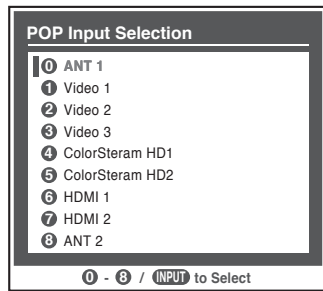 POP Input Selection
0 ANT 1
1 Video 1
2 Video 2
3 Video 3
4 ColorSteram HD1
5 ColorSteram HD2
6 HDMI 1
7 HDMI 2
8 ANT 2
0 - 8 / INPUT to Select